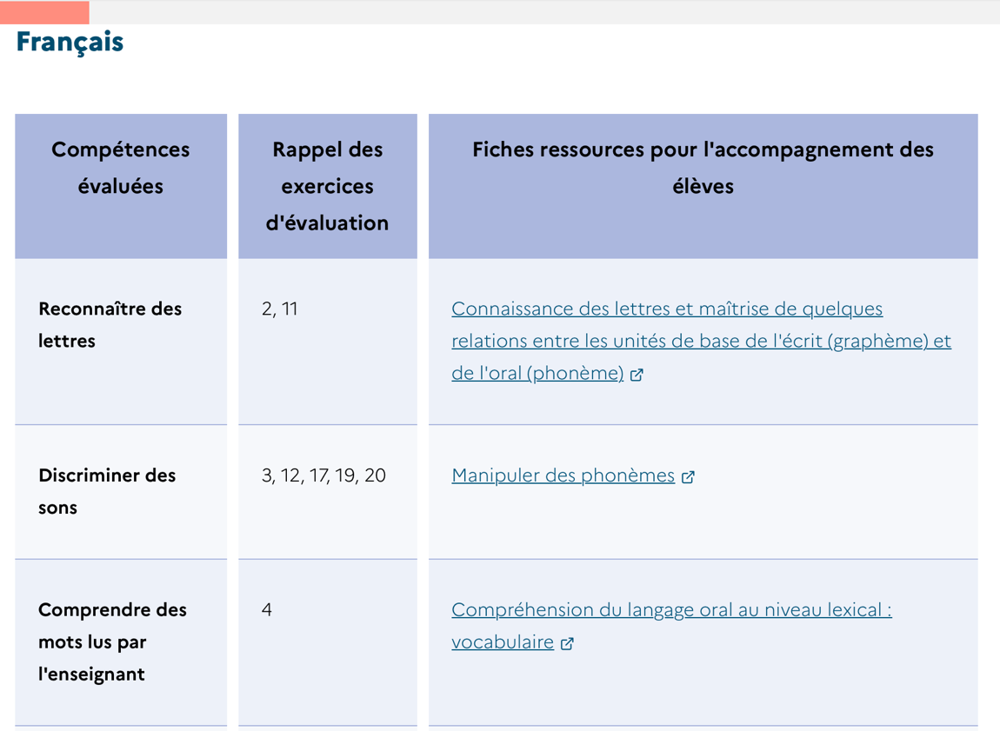 Français
Compétences
évaluées
Rappel des
exercices
d'évaluation
Fiches ressources pour l'accompagnement des
élèves
Reconnaître des
lettres
2, 11
Connaissance des lettres et maîtrise de quelques
relations entre les unités de base de l'écrit (graphème) et
de l'oral (phonème)
Discriminer des
sons
3, 12, 17, 19, 20
Manipuler des phonèmes
Comprendre des
mots lus par
l'enseignant
4
Compréhension du langage oral au niveau lexical :
vocabulaire